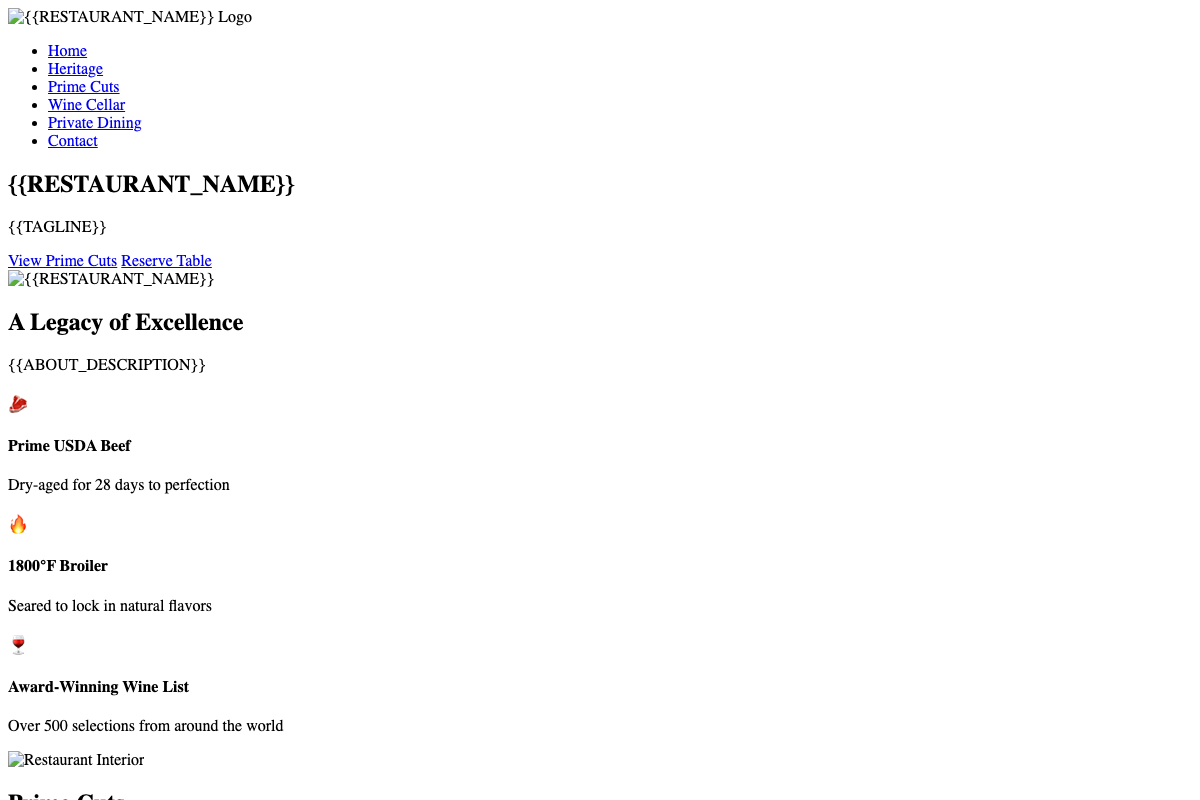 {{RESTAURANT_NAME}} Logo
Home
Heritage
Prime Cuts
Wine Cellar
Private Dining
Contact
{{RESTAURANT_NAME}}
{{TAGLINE}}
View Prime Cuts Reserve Table
{{RESTAURANT_NAME}}
A Legacy of Excellence
{{ABOUT_DESCRIPTION}}
Prime USDA Beef
Dry-aged for 28 days to perfection
1800°F Broiler
Seared to lock in natural flavors
Award-Winning Wine List
Over 500 selections from around the world
Restaurant Interior
Prime Cuts